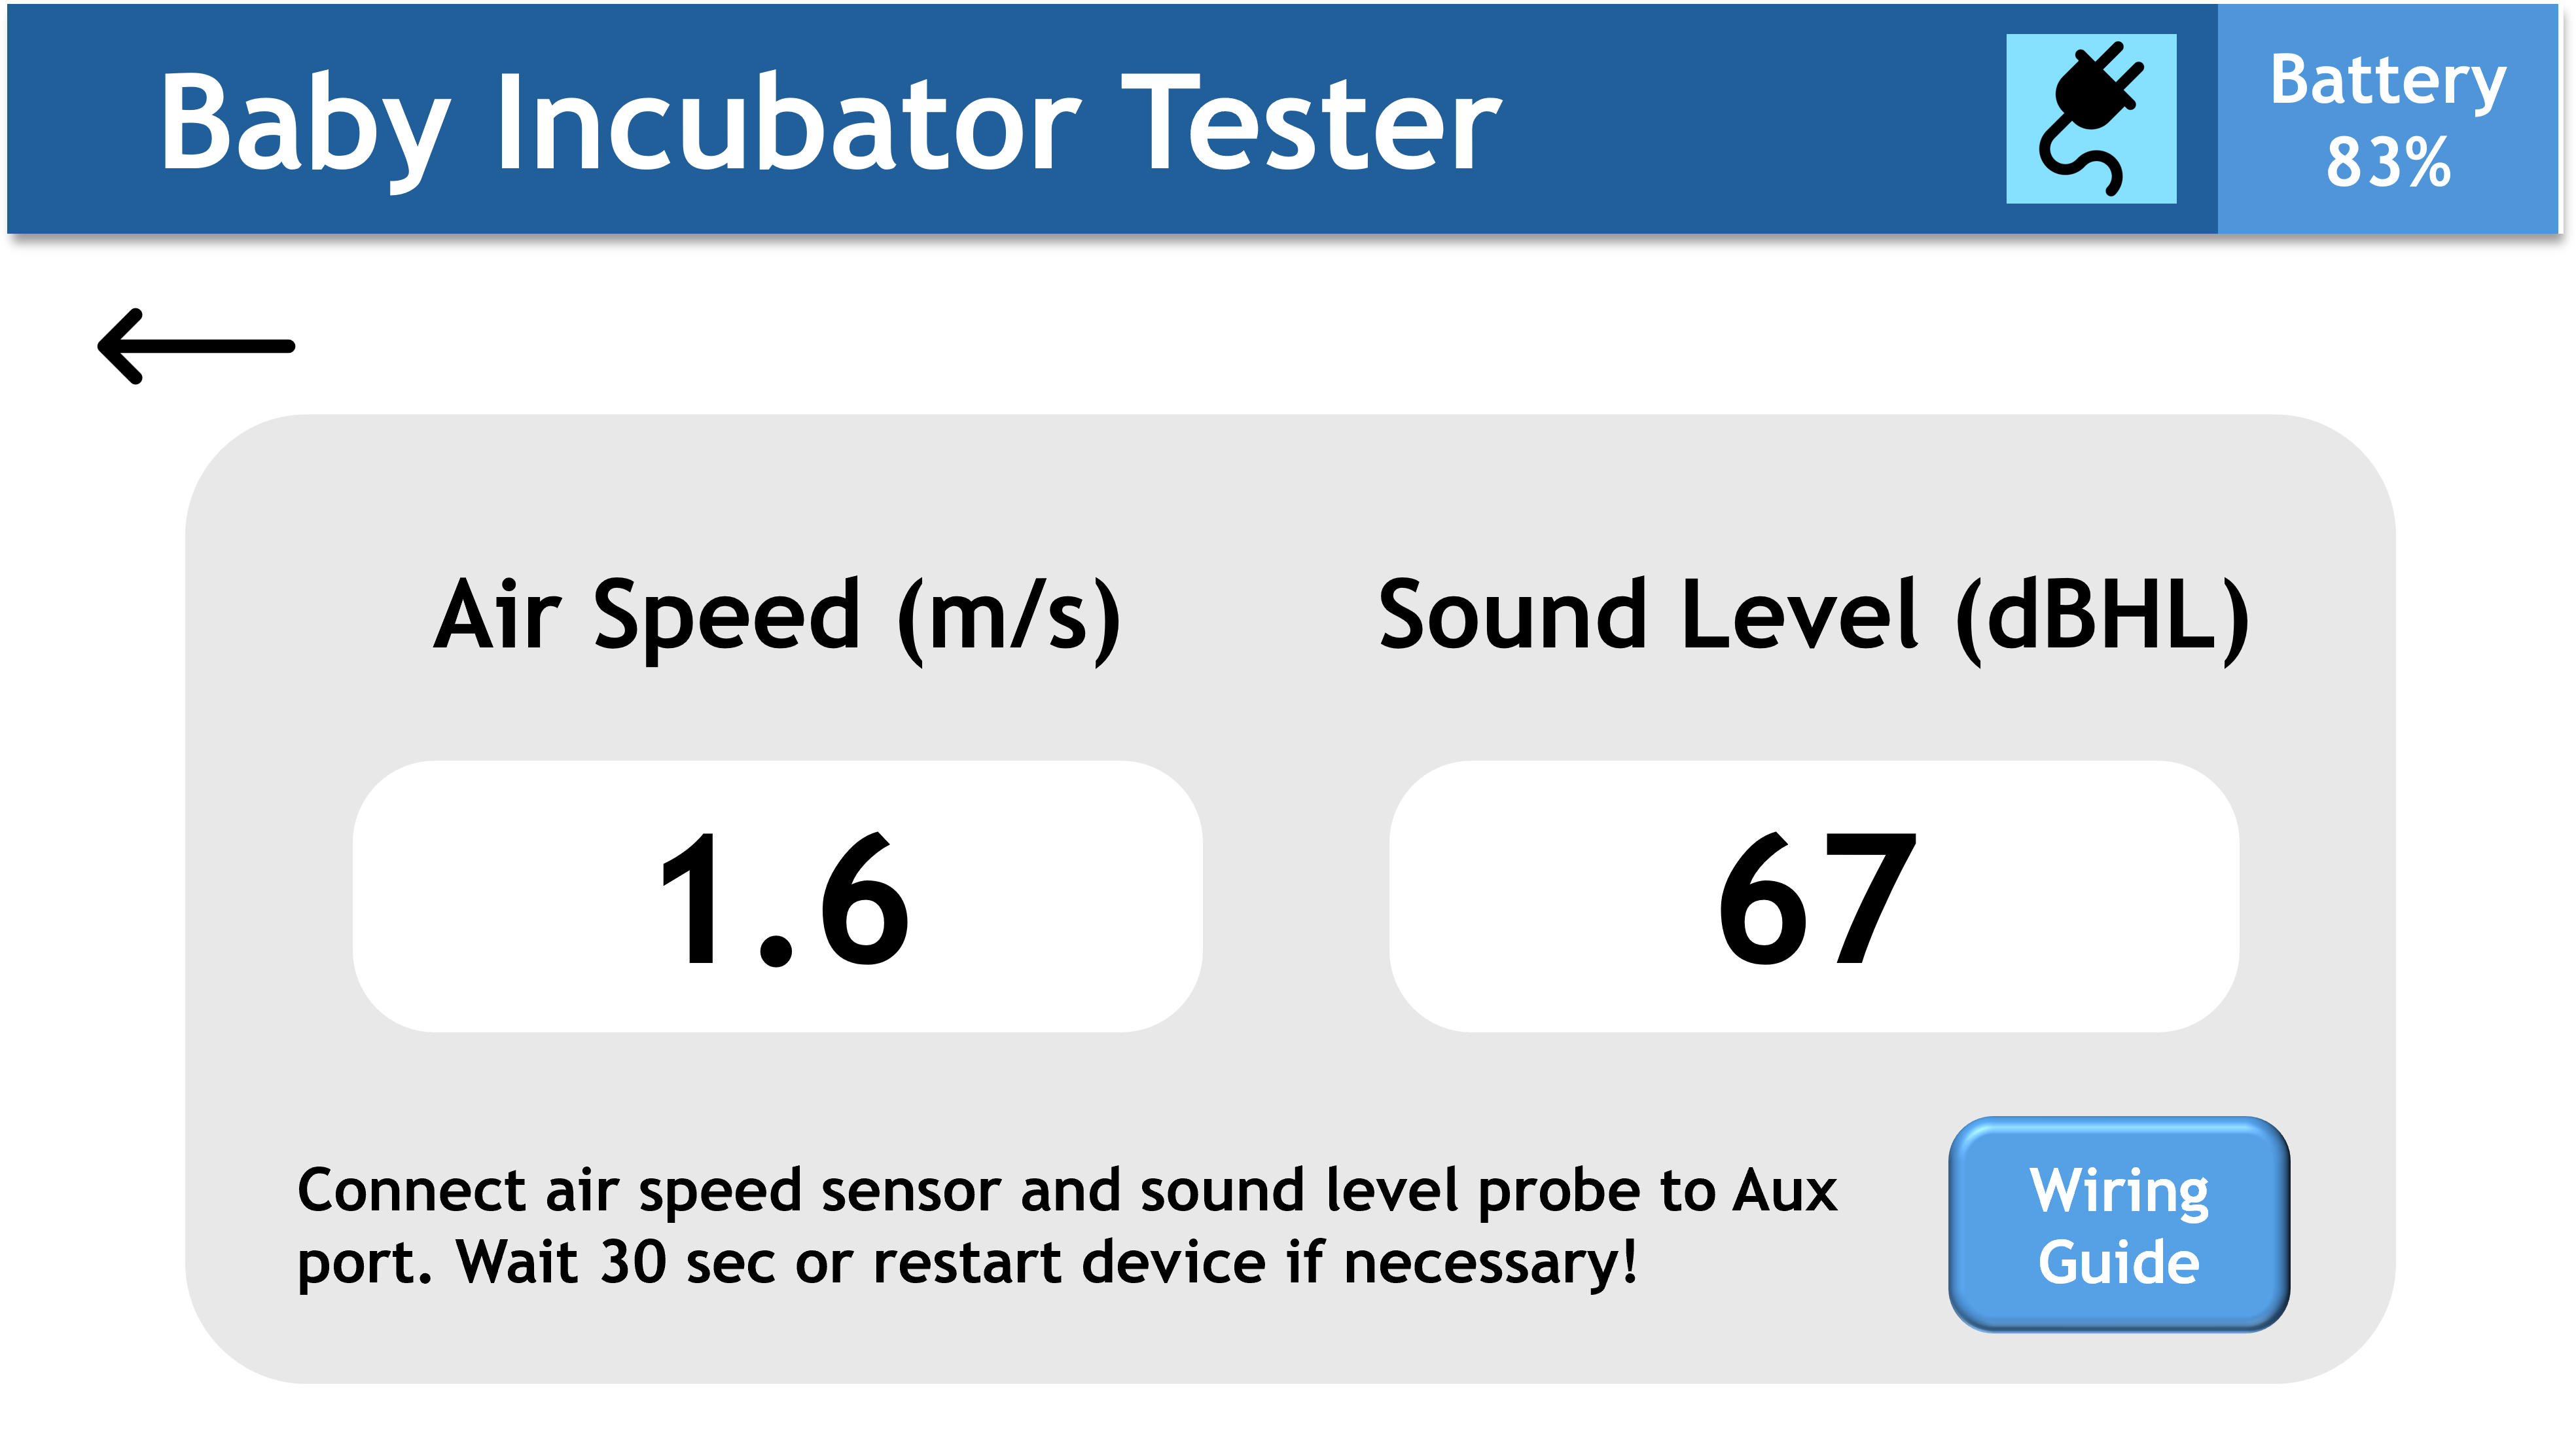 Baby Incubator Tester
Battery
83%
Air Speed (m/s)
Sound Level (dBHL)
1.6
67
Connect air speed sensor and sound level probe to Aux
port. Wait 30 sec or restart device if necessary!
Wiring
Guide